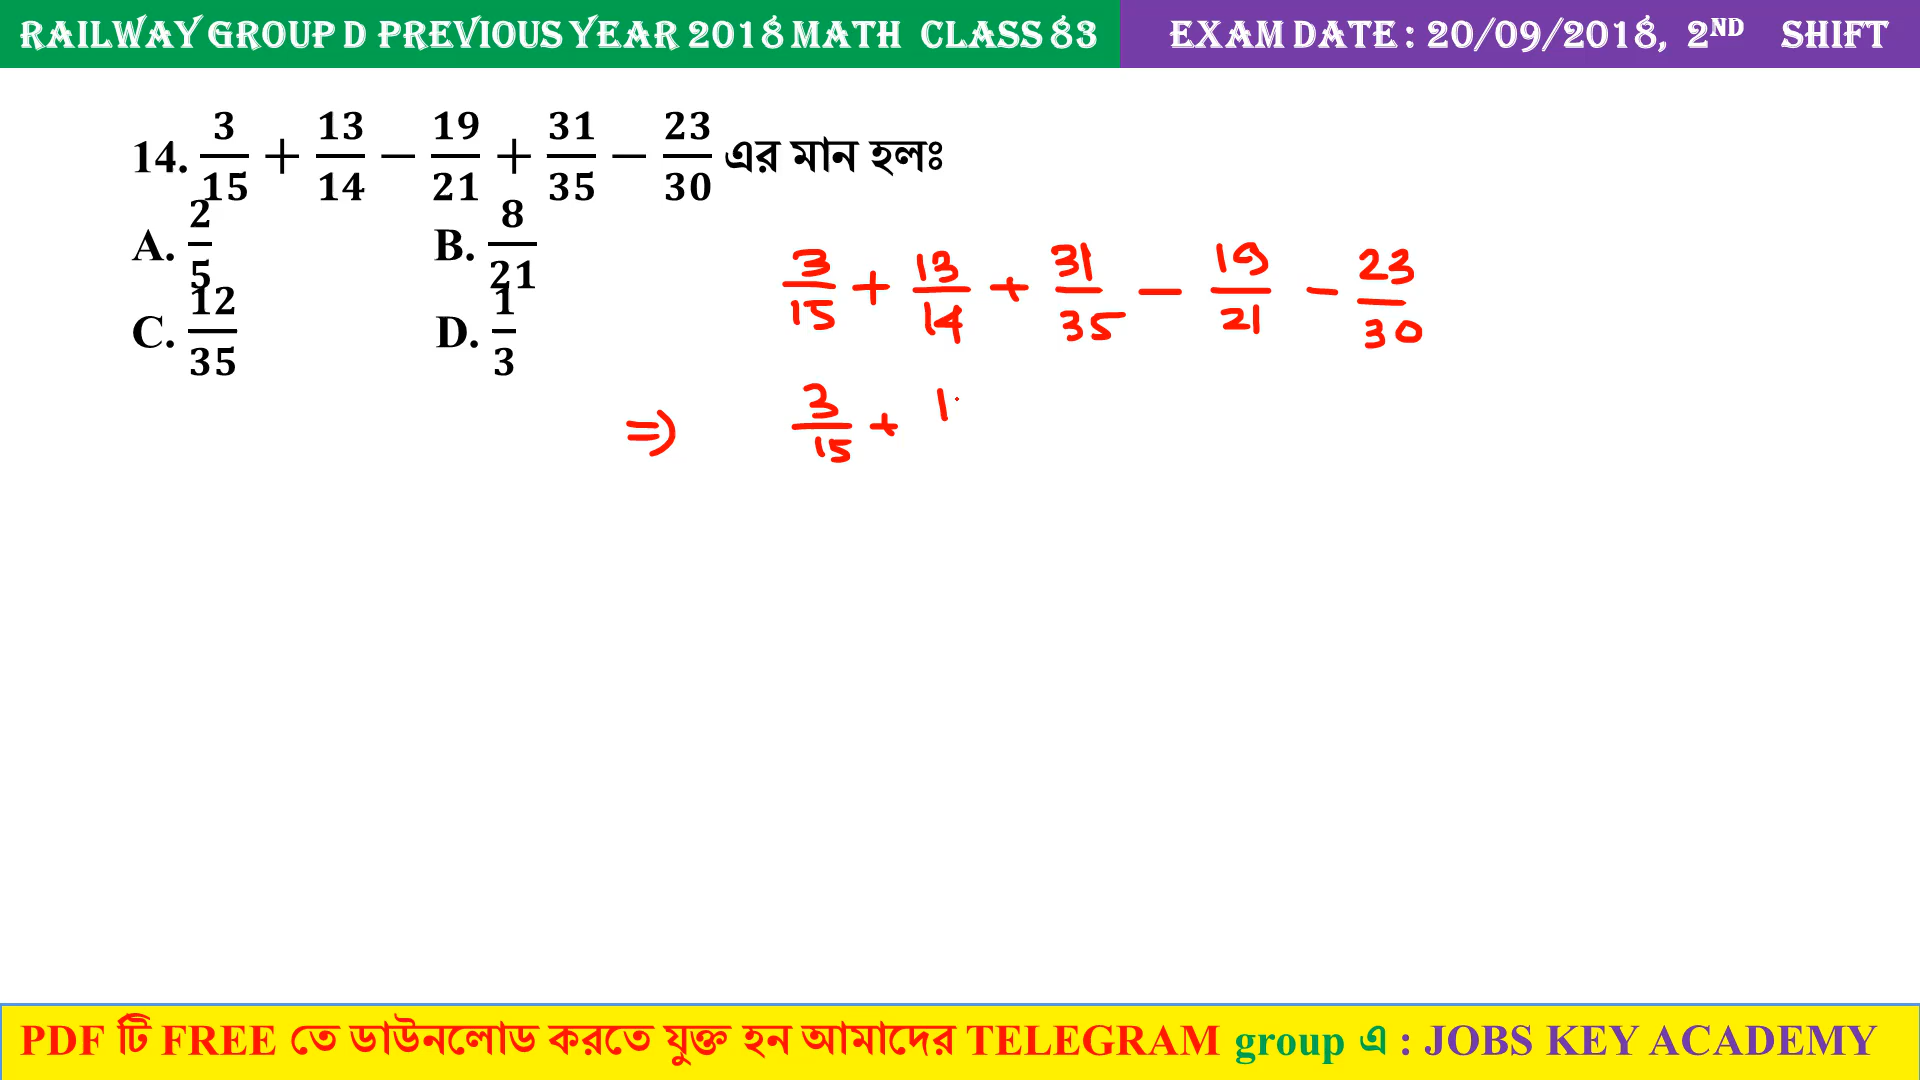 RAILWAY GROUP D PREVIOUS YEAR 2018 MATH CLASS 83 EXAM DATE : 20/09/2018, 2ND SHIFT
14. 3/15 + 13/14 − 19/21 + 31/35 − 23/30 এর মান হলঃ
A. 2/5 B. 8/21
C. 12/35 D. 1/3
3/15 + 13/14 + 31/35 − 19/21 − 23/30
⇒ 3/15 + 1
PDF টি FREE তে ডাউনলোড করতে যুক্ত হন আমাদের TELEGRAM group এ : JOBS KEY ACADEMY